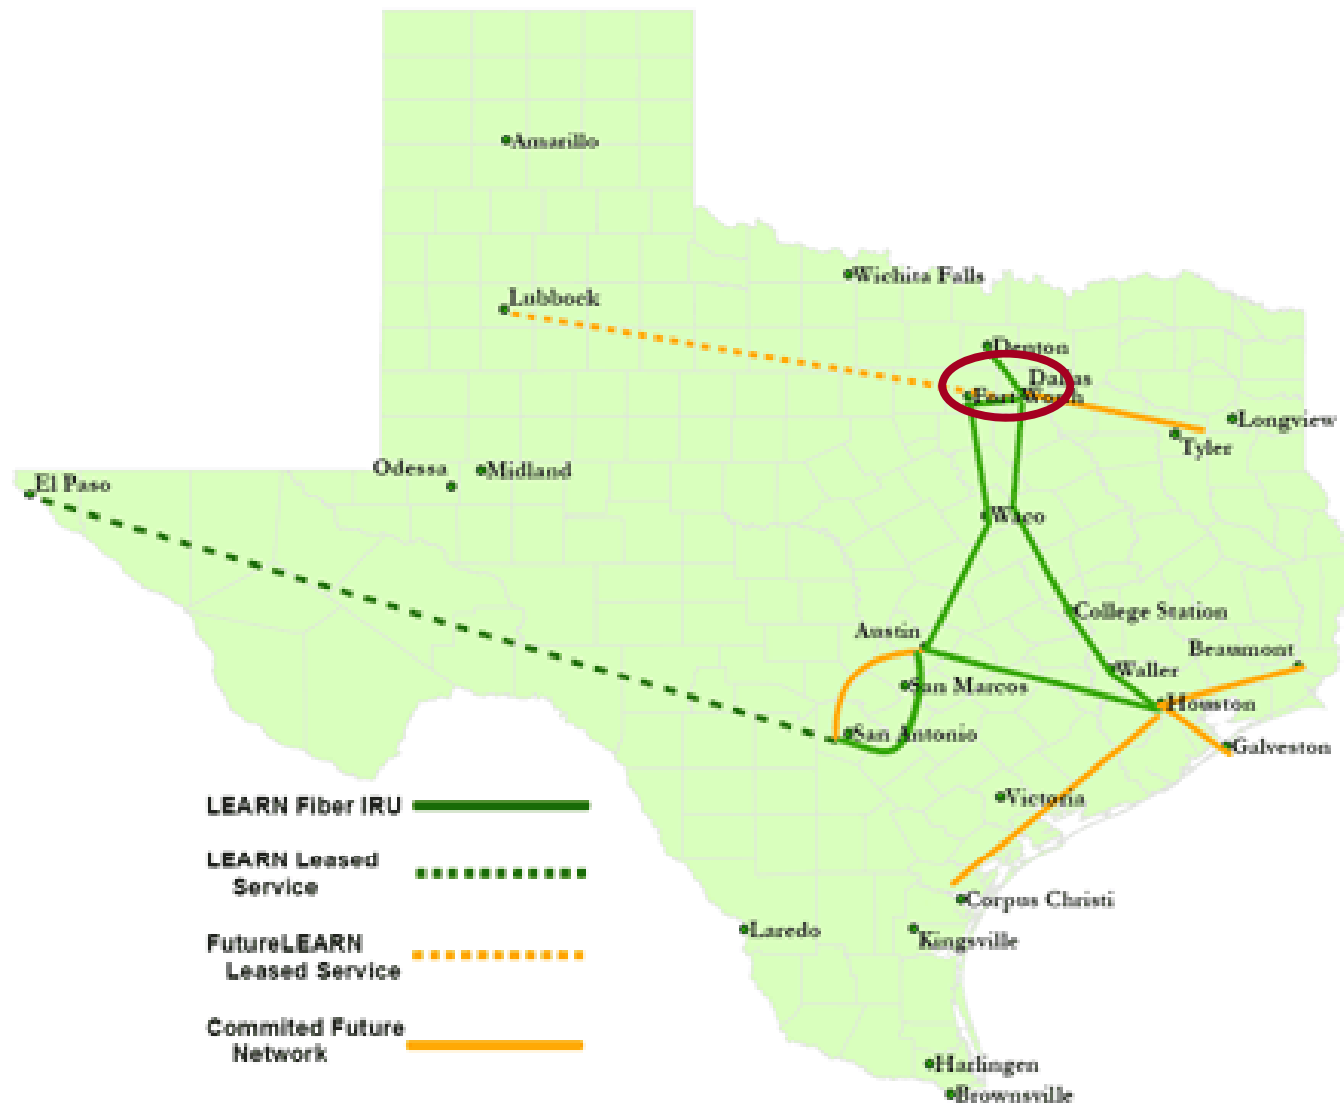 Amarillo
Wichita Falls
Lubbock
Denton
Dallas
Fort Worth
Longview
Tyler
Odessa
Midland
El Paso
Waco
College Station
Austin
Beaumont
Waller
San Marcos
Houston
San Antonio
Galveston
Victoria
LEARN Fiber IRU
LEARN Leased
Service
Corpus Christi
Laredo
Kingsville
FutureLEARN
Leased Service
Commited Future
Network
Harlingen
Brownsville